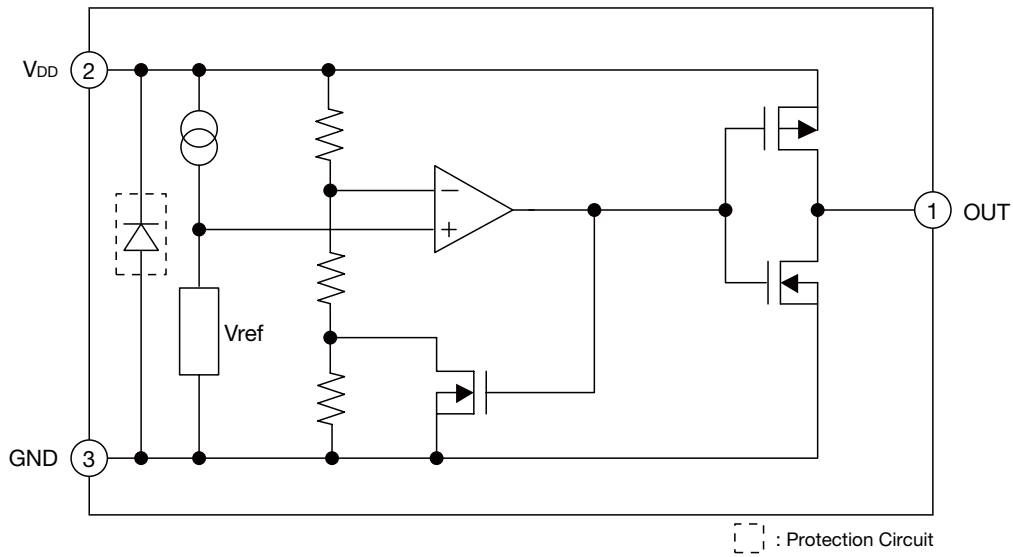 VDD 2
−
+
1 OUT
Vref
GND 3
: Protection Circuit